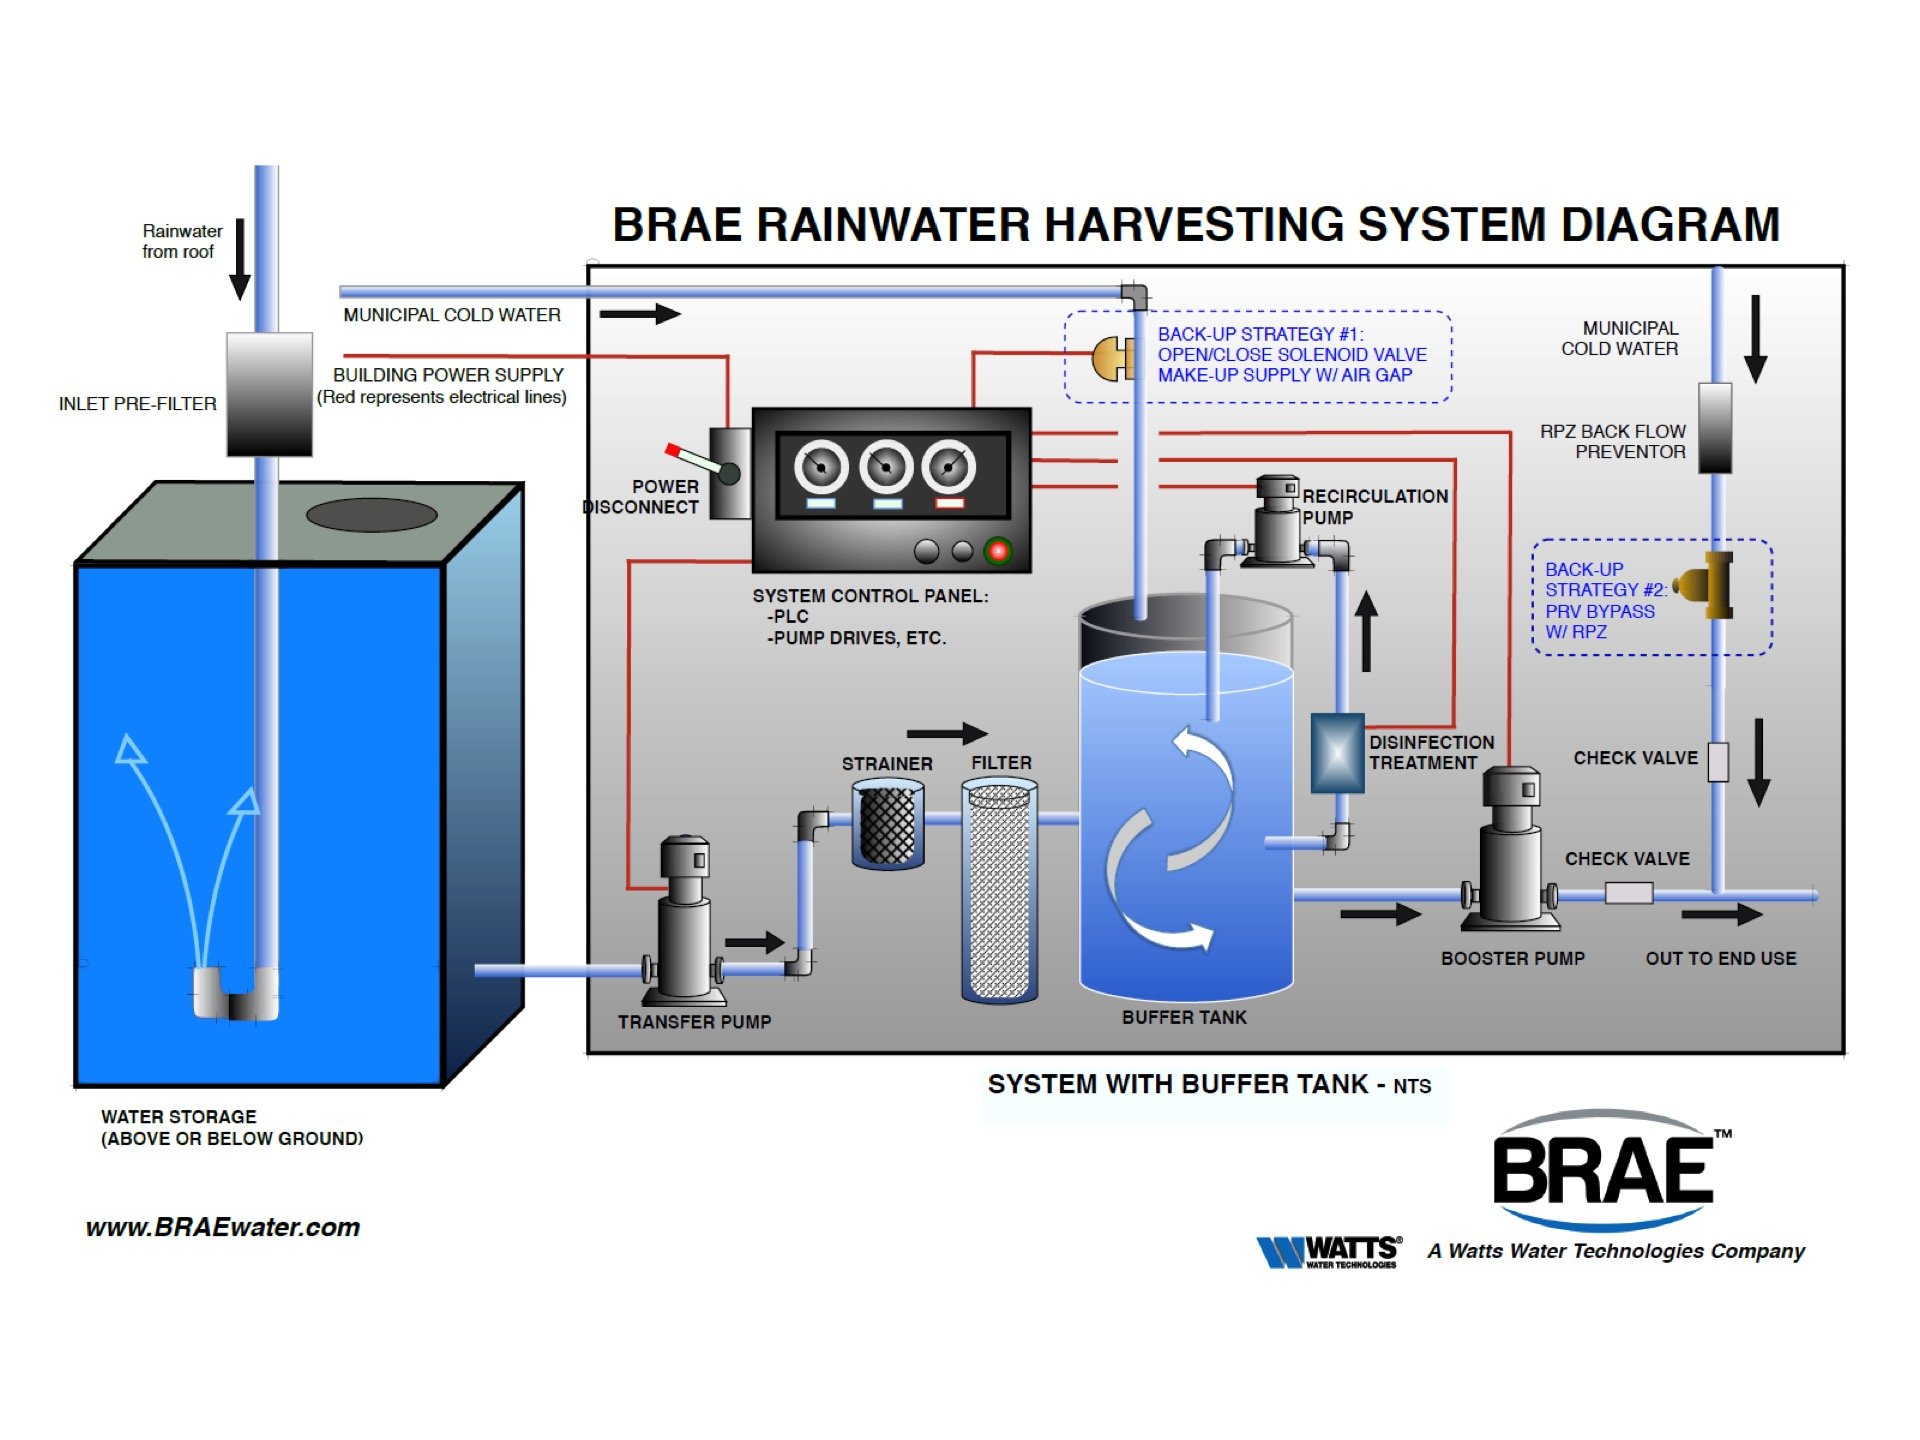 BRAE RAINWATER HARVESTING SYSTEM DIAGRAM
Rainwater
from roof
MUNICIPAL COLD WATER
BUILDING POWER SUPPLY
(Red represents electrical lines)
INLET PRE-FILTER
BACK-UP STRATEGY #1:
OPEN/CLOSE SOLENOID VALVE
MAKE-UP SUPPLY W/ AIR GAP
MUNICIPAL
COLD WATER
RPZ BACK FLOW
PREVENTOR
POWER
DISCONNECT
RECIRCULATION
PUMP
BACK-UP
STRATEGY #2:
PRV BYPASS
W/ RPZ
SYSTEM CONTROL PANEL:
-PLC
-PUMP DRIVES, ETC.
STRAINER
FILTER
DISINFECTION
TREATMENT
CHECK VALVE
CHECK VALVE
BOOSTER PUMP
OUT TO END USE
TRANSFER PUMP
BUFFER TANK
SYSTEM WITH BUFFER TANK - NTS
WATER STORAGE
(ABOVE OR BELOW GROUND)
www.BRAEwater.com
BRAE™
WATTS®
WATER TECHNOLOGIES
A Watts Water Technologies Company